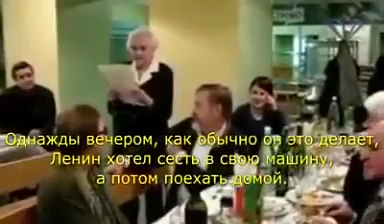 Однажды вечером, как обычно он это делает,
Ленин хотел сесть в свою машину,
а потом поехать домой.